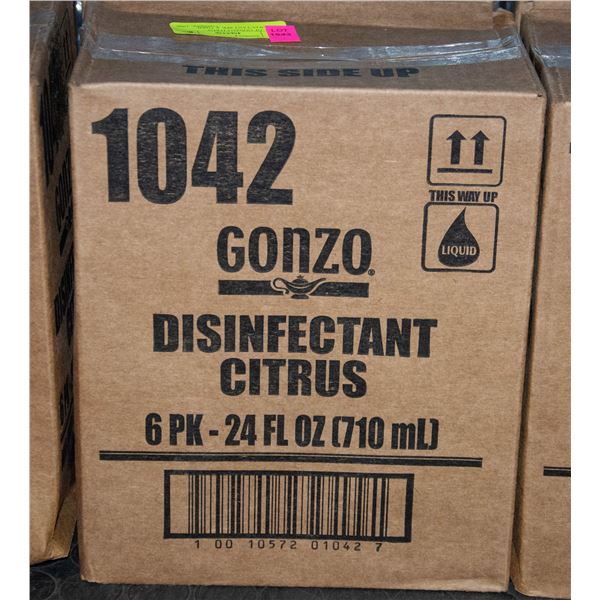 LOT
THIS SIDE UP
1042
THIS WAY UP
LIQUID
GONZO®
DISINFECTANT
CITRUS
6 PK - 24 FL OZ (710 mL)
1 00 10572 01042 7